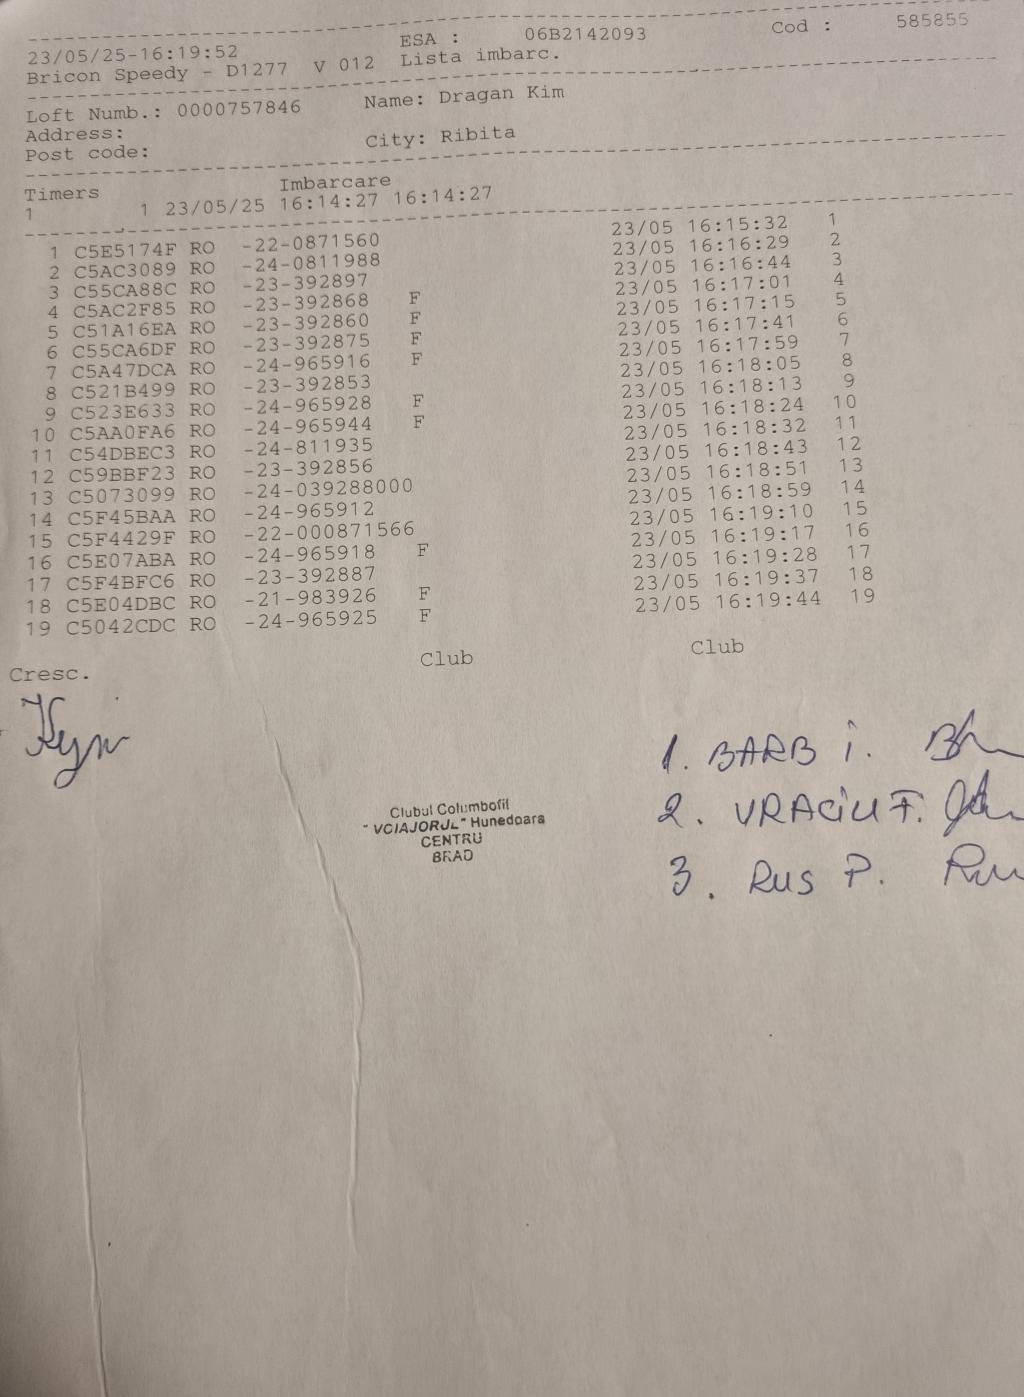 23/05/25-16:19:52 ESA : 06B2142093 Cod : 585855
Bricon Speedy - D1277 V 012 Lista imbarc.
Loft Numb.: 0000757846 Name: Dragan Kim
Address:
Post code: City: Ribita
Timers Imbarcare
1 1 23/05/25 16:14:27 16:14:27
1 C5E5174F RO -22-0871560 23/05 16:15:32 1
2 C5AC3089 RO -24-0811988 23/05 16:16:29 2
3 C55CA88C RO -23-392897 23/05 16:16:44 3
4 C5AC2F85 RO -23-392868 F 23/05 16:17:01 4
5 C51A16EA RO -23-392860 F 23/05 16:17:15 5
6 C55CA6DF RO -23-392875 F 23/05 16:17:41 6
7 C5A47DCA RO -24-965916 F 23/05 16:17:59 7
8 C521B499 RO -23-392853 23/05 16:18:05 8
9 C523E633 RO -24-965928 F 23/05 16:18:13 9
10 C5AA0FA6 RO -24-965944 F 23/05 16:18:24 10
11 C54DBEC3 RO -24-811935 23/05 16:18:32 11
12 C59BBF23 RO -23-392856 23/05 16:18:43 12
13 C5073099 RO -24-039288000 23/05 16:18:51 13
14 C5F45BAA RO -24-965912 23/05 16:18:59 14
15 C5F4429F RO -22-000871566 23/05 16:19:10 15
16 C5E07ABA RO -24-965918 F 23/05 16:19:17 16
17 C5F4BFC6 RO -23-392887 23/05 16:19:28 17
18 C5E04DBC RO -21-983926 F 23/05 16:19:37 18
19 C5042CDC RO -24-965925 F 23/05 16:19:44 19
Cresc. Club Club
1. BARB i.
2. VRACIU F.
3. RUS P.
Clubul Columbofil
"VOIAJORUL" Hunedoara
CENTRU
BRAD